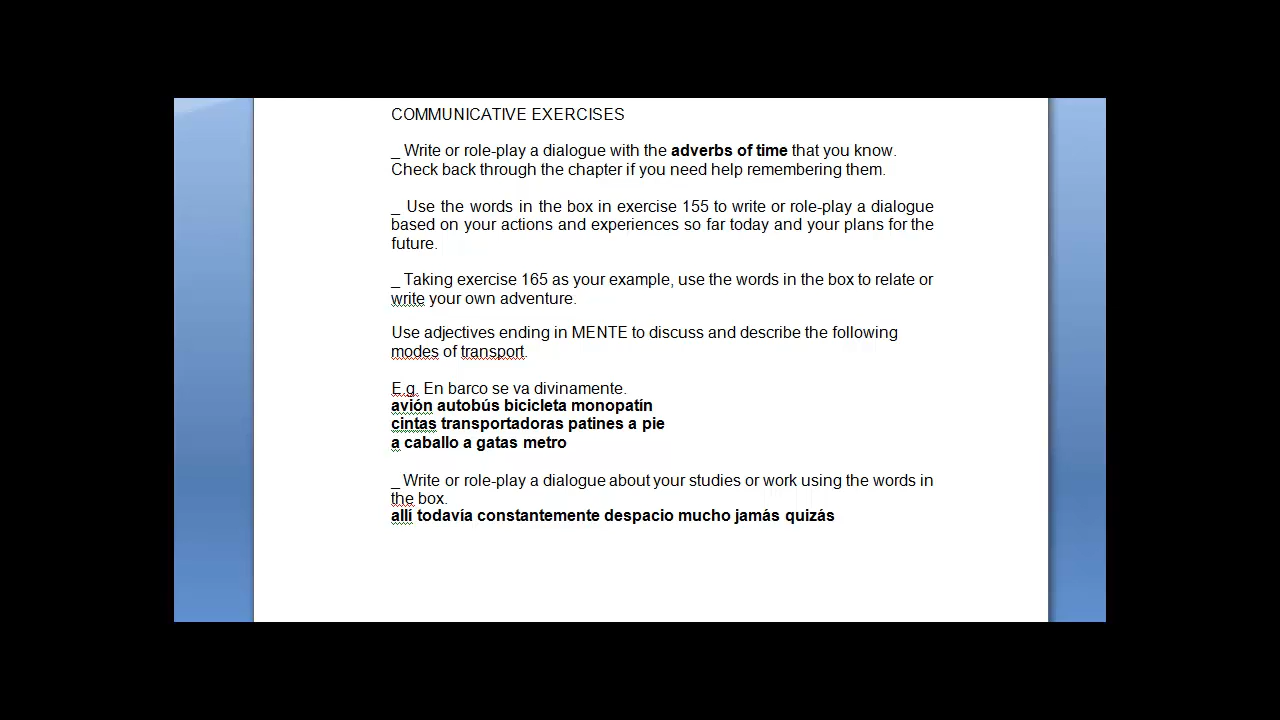 COMMUNICATIVE EXERCISES
_ Write or role-play a dialogue with the adverbs of time that you know.
Check back through the chapter if you need help remembering them.
_ Use the words in the box in exercise 155 to write or role-play a dialogue
based on your actions and experiences so far today and your plans for the
future.
_ Taking exercise 165 as your example, use the words in the box to relate or
write your own adventure.
Use adjectives ending in MENTE to discuss and describe the following
modes of transport.
E.g. En barco se va divinamente.
avión autobús bicicleta monopatín
cintas transportadoras patines a pie
a caballo a gatas metro
_ Write or role-play a dialogue about your studies or work using the words in
the box.
allí todavía constantemente despacio mucho jamás quizás